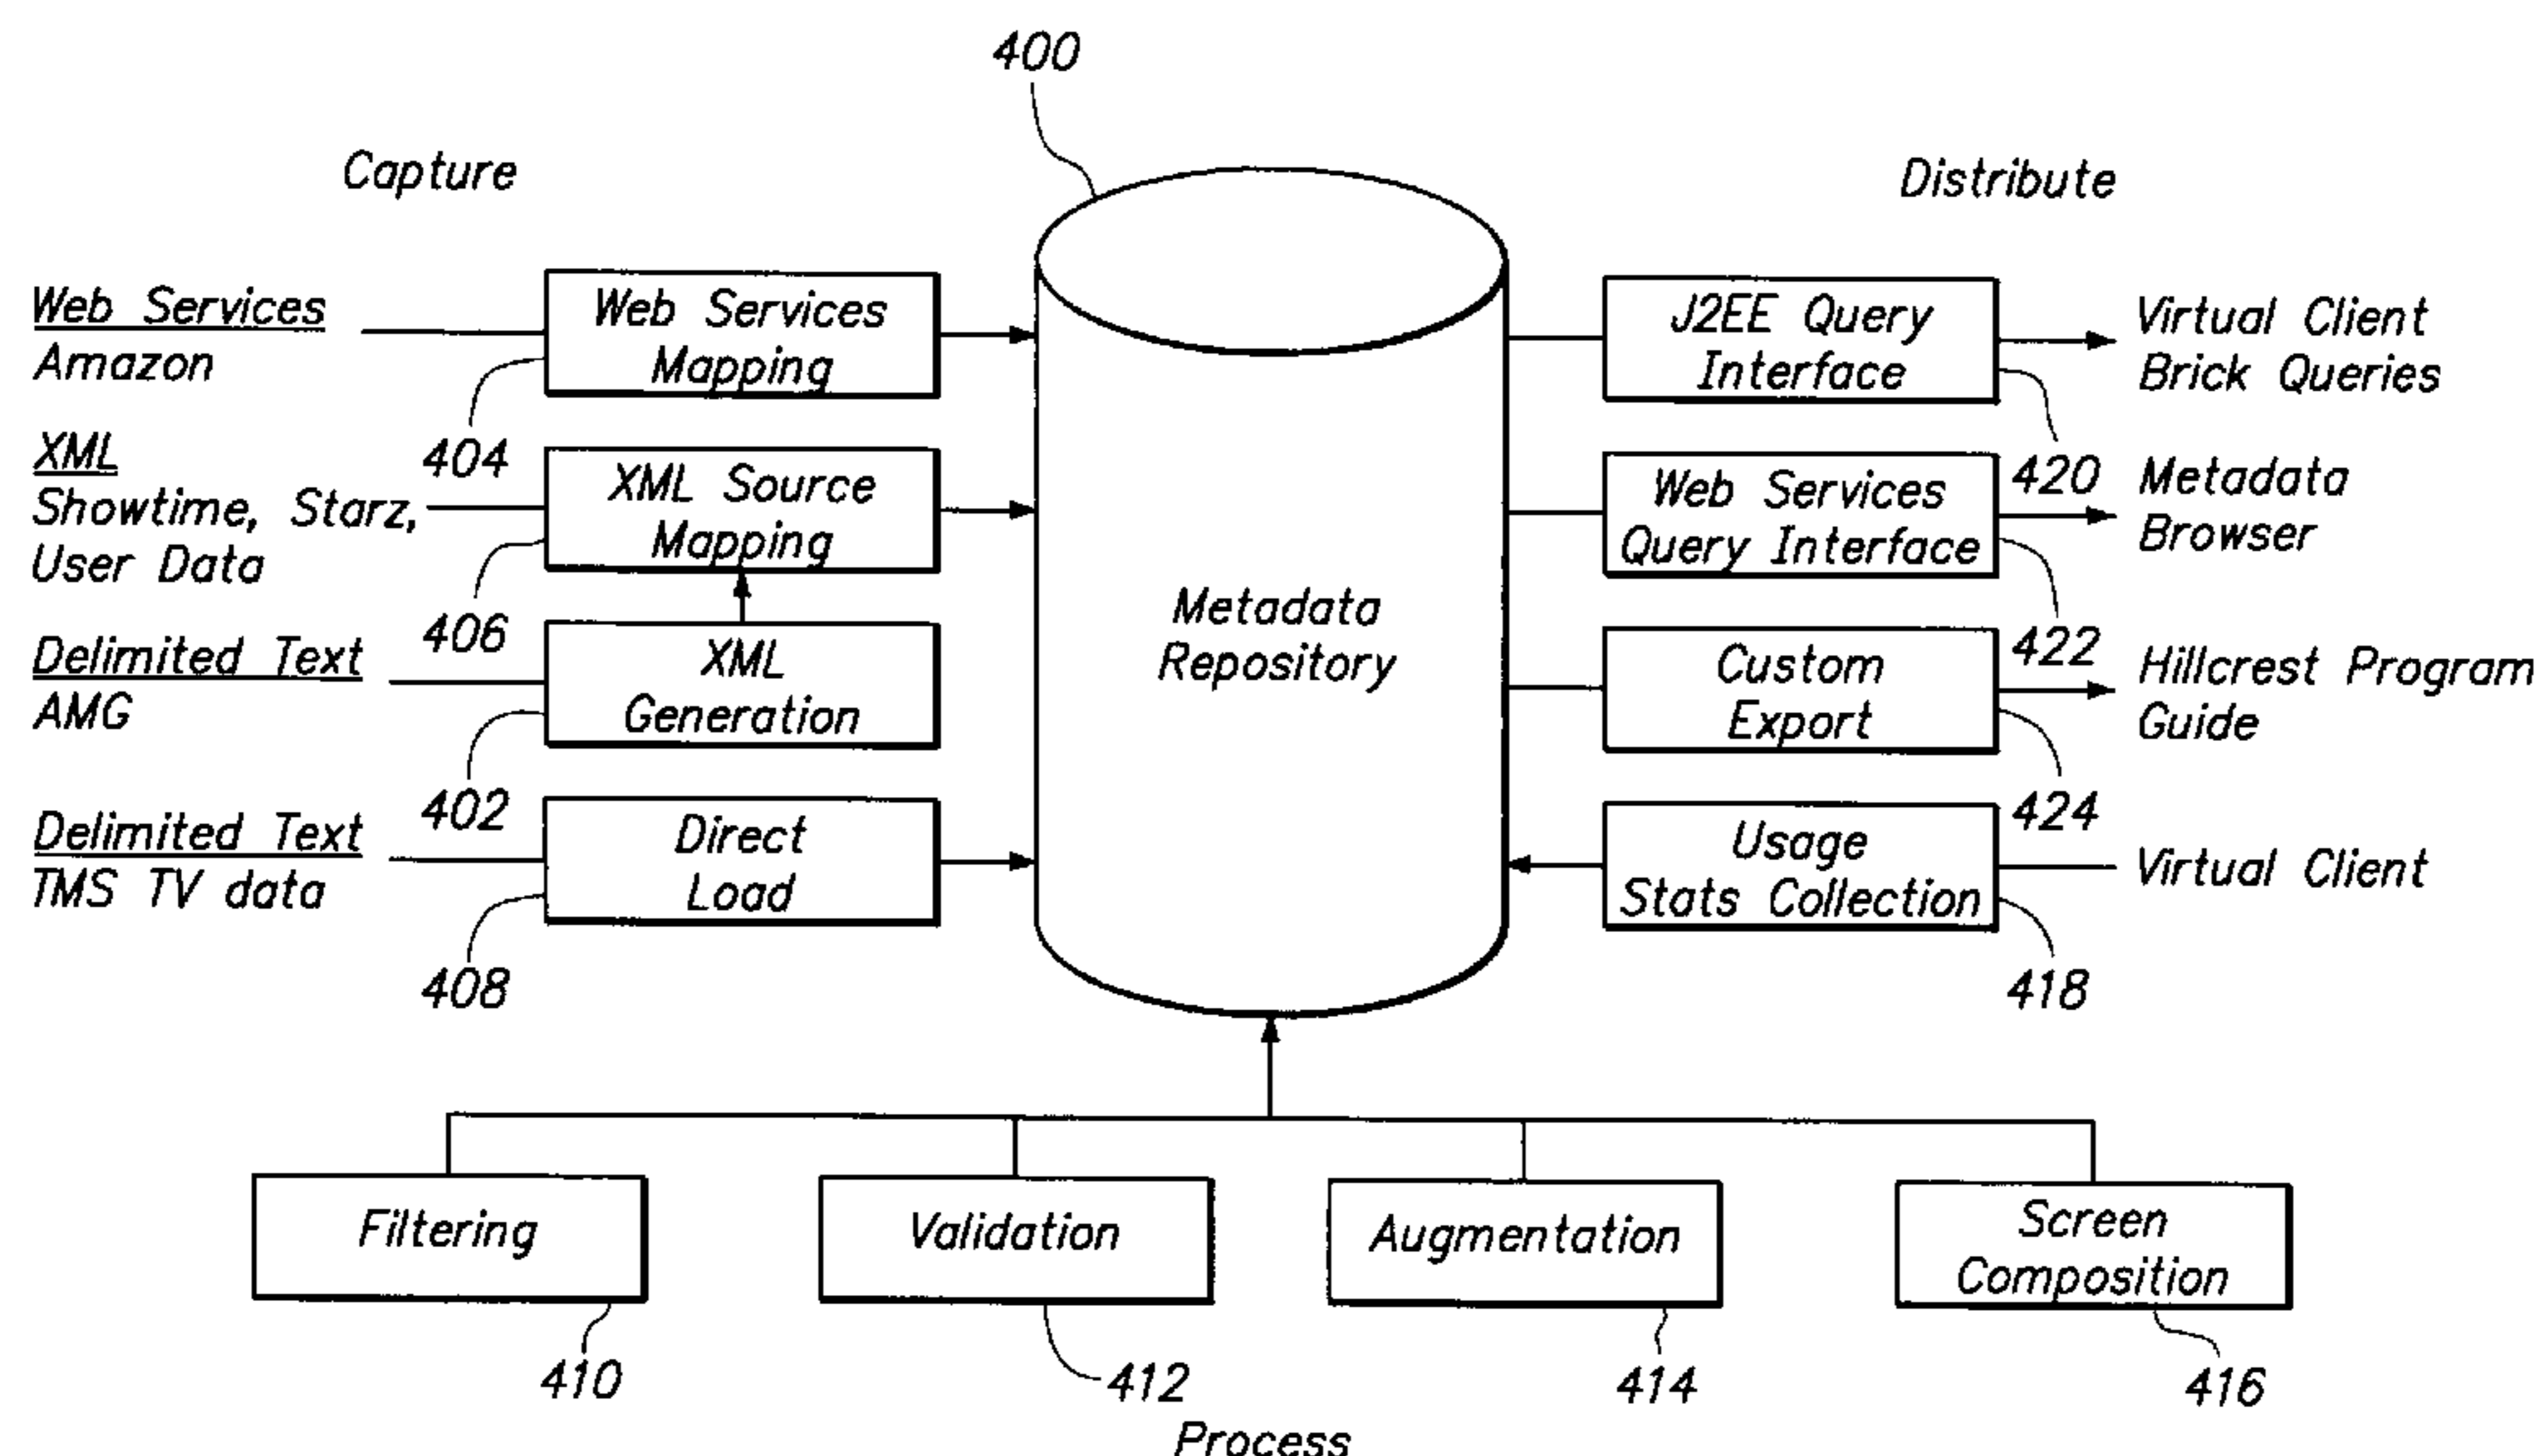 400
Capture
Distribute
Web Services
Amazon
Web Services
Mapping
404
XML
Showtime, Starz,
User Data
XML Source
Mapping
406
Delimited Text
AMG
XML
Generation
402
Delimited Text
TMS TV data
Direct
Load
408
Metadata
Repository
J2EE Query
Interface
420
Virtual Client
Brick Queries
Web Services
Query Interface
422
Metadata
Browser
Custom
Export
424
Hillcrest Program
Guide
Usage
Stats Collection
418
Virtual Client
Filtering
410
Validation
412
Augmentation
414
Screen
Composition
416
Process